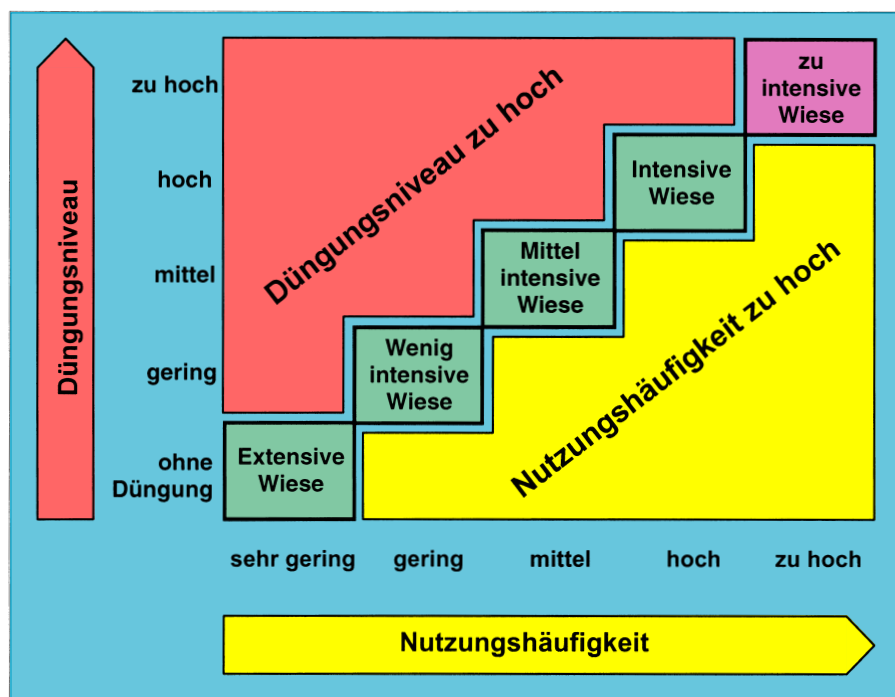 Düngungsniveau
zu hoch
hoch
mittel
gering
ohne
Düngung
Düngungsniveau zu hoch
zu
intensive
Wiese
Intensive
Wiese
Mittel
intensive
Wiese
Wenig
intensive
Wiese
Extensive
Wiese
Nutzungshäufigkeit zu hoch
sehr gering
gering
mittel
hoch
zu hoch
Nutzungshäufigkeit